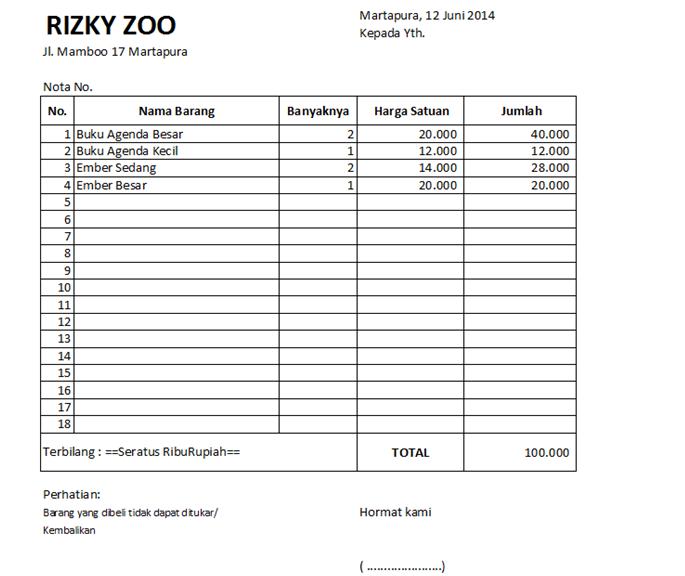 RIZKY ZOO
Martapura, 12 Juni 2014
Kepada Yth.
Jl. Mamboo 17 Martapura
Nota No.
No. Nama Barang Banyaknya Harga Satuan Jumlah
1 Buku Agenda Besar 2 20.000 40.000
2 Buku Agenda Kecil 1 12.000 12.000
3 Ember Sedang 2 14.000 28.000
4 Ember Besar 1 20.000 20.000
5
6
7
8
9
10
11
12
13
14
15
16
17
18
Terbilang : ==Seratus RibuRupiah== TOTAL 100.000
Perhatian:
Barang yang dibeli tidak dapat ditukar/
Kembalikan
Hormat kami
( ......................)